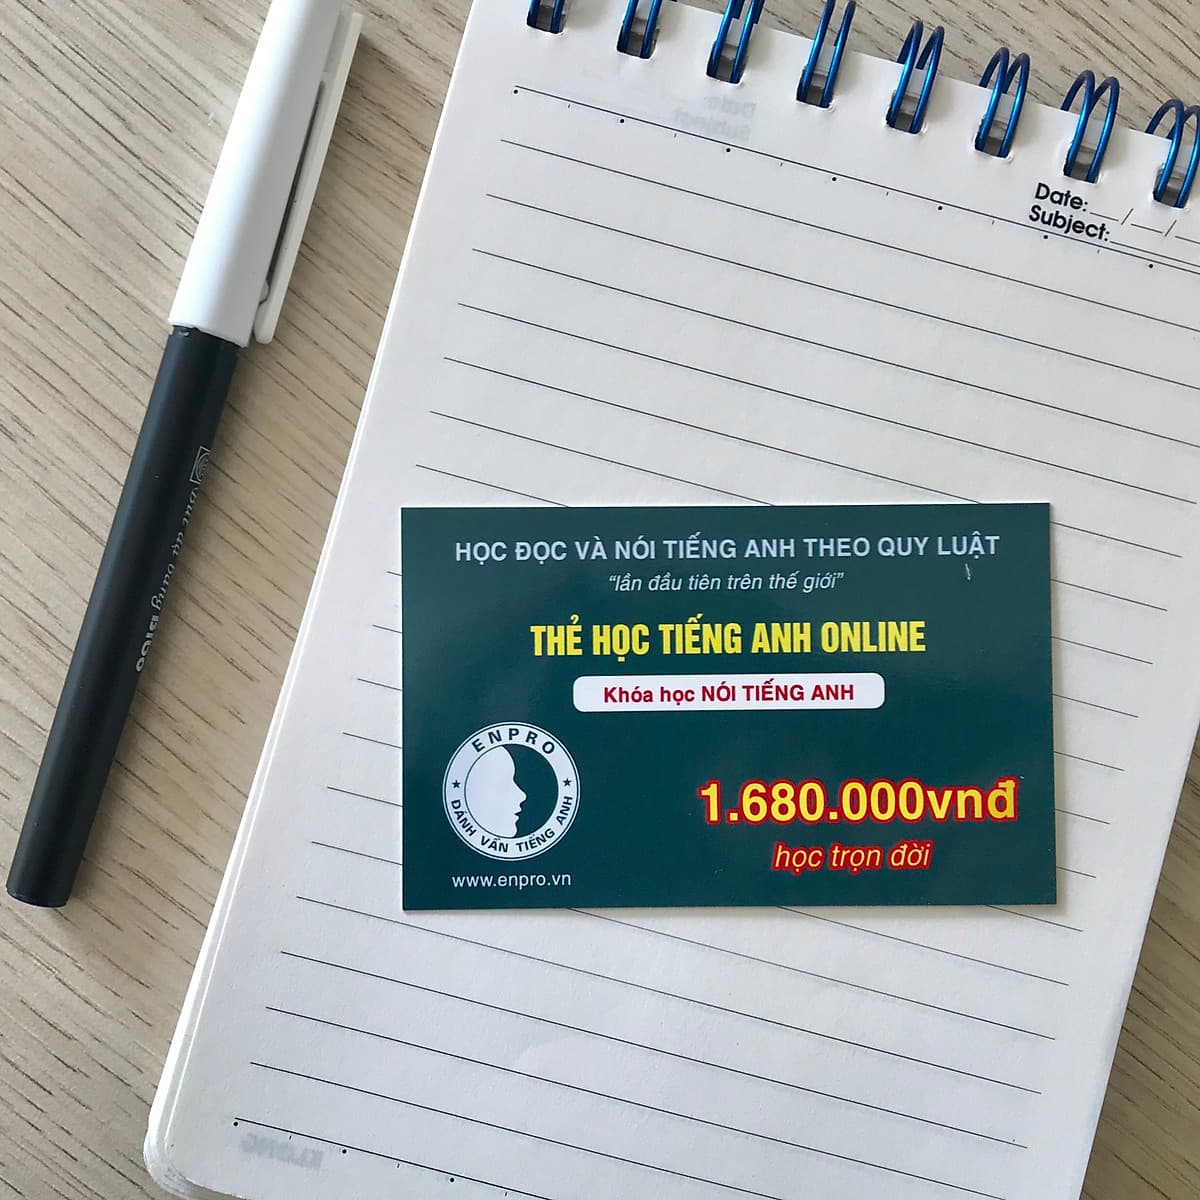 Date: / /
Subject:
HỌC ĐỌC VÀ NÓI TIẾNG ANH THEO QUY LUẬT
“lần đầu tiên trên thế giới”
THẺ HỌC TIẾNG ANH ONLINE
Khóa học NÓI TIẾNG ANH
ENPRO
★ ĐÁNH VẦN TIẾNG ANH ★
www.enpro.vn
1.680.000vnđ
học trọn đời